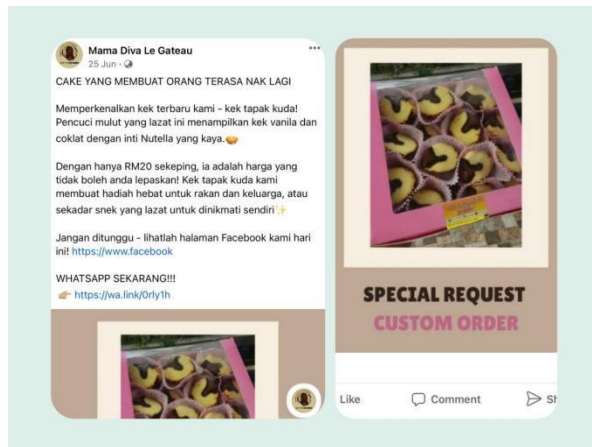 Mama Diva Le Gateau
25 Jun
CAKE YANG MEMBUAT ORANG TERASA NAK LAGI
Memperkenalkan kek terbaru kami - kek tapak kuda!
Pencuci mulut yang lazat ini menampilkan kek vanila dan
coklat dengan inti Nutella yang kaya.
Dengan hanya RM20 sekeping, ia adalah harga yang
tidak boleh anda lepaskan! Kek tapak kuda kami
membuat hadiah hebat untuk rakan dan keluarga, atau
sekadar snek yang lazat untuk dinikmati sendiri
Jangan ditunggu - lihatlah halaman Facebook kami hari
ini! https://www.facebook
WHATSAPP SEKARANG!!!
https://wa.link/0rly1h
SPECIAL REQUEST
CUSTOM ORDER
Like
Comment
Sh